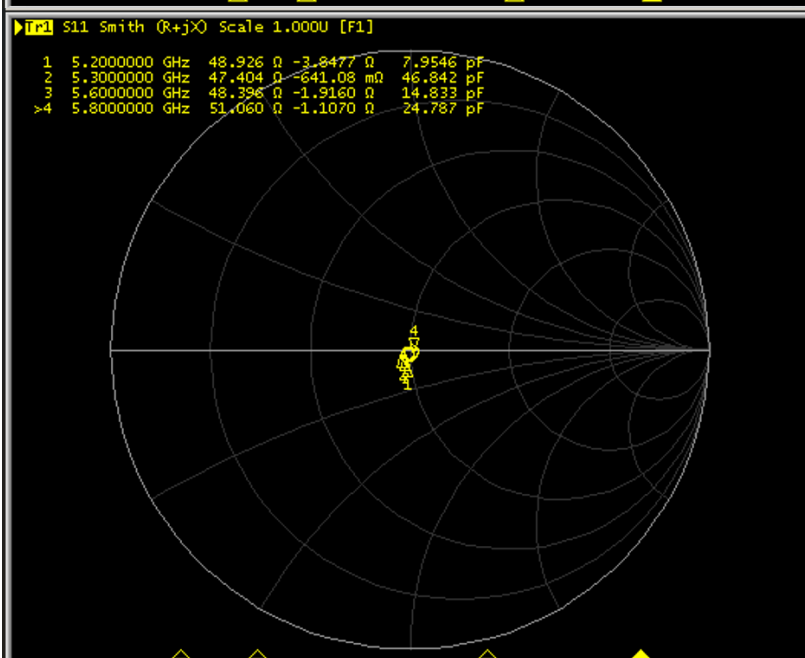 Tr1 S11 Smith (R+jX) Scale 1.000U [F1]
1 5.2000000 GHz 48.926 Ω -3.8477 Ω 7.9546 pF
2 5.3000000 GHz 47.404 Ω -641.08 mΩ 46.842 pF
3 5.6000000 GHz 48.396 Ω -1.9160 Ω 14.833 pF
>4 5.8000000 GHz 51.060 Ω -1.1070 Ω 24.787 pF
4
1